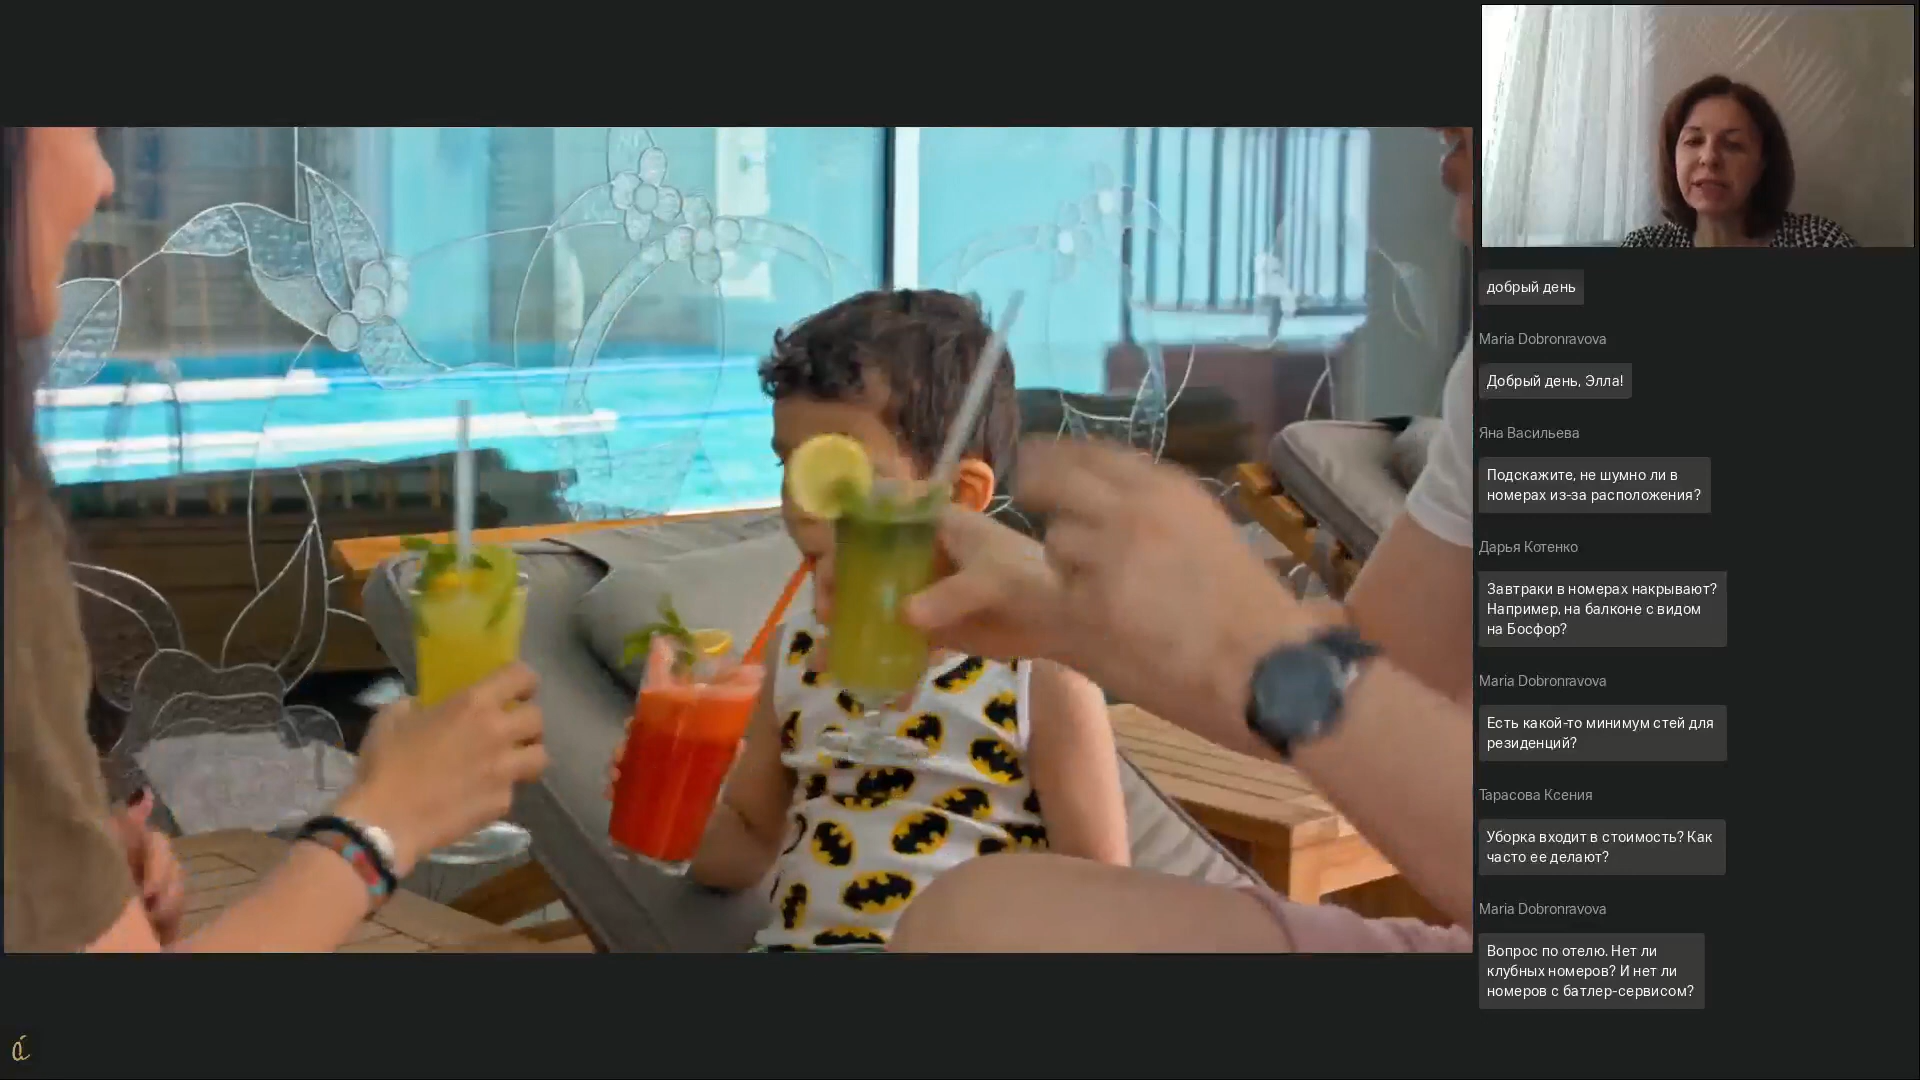 добрый день
Maria Dobronravova
Добрый день, Элла!
Яна Васильева
Подскажите, не шумно ли в
номерах из-за расположения?
Дарья Котенко
Завтраки в номерах накрывают?
Например, на балконе с видом
на Босфор?
Maria Dobronravova
Есть какой-то минимум стей для
резиденций?
Тарасова Ксения
Уборка входит в стоимость? Как
часто ее делают?
Maria Dobronravova
Вопрос по отелю. Нет ли
клубных номеров? И нет ли
номеров с батлер-сервисом?
á